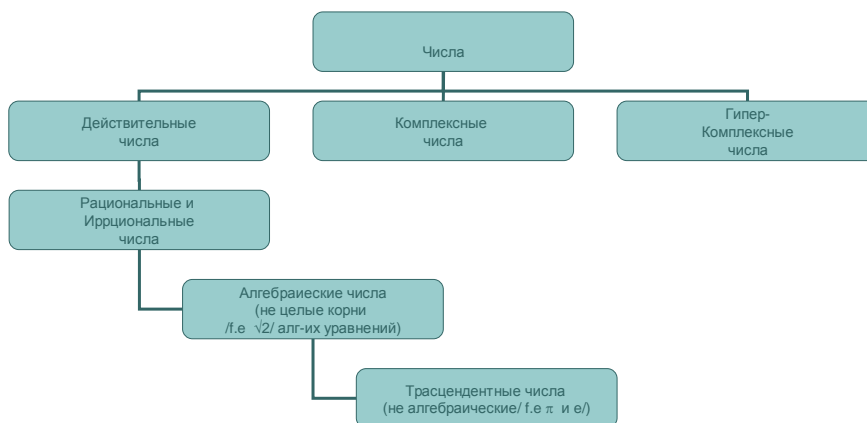 Числа
Действительные
числа
Комплексные
числа
Гипер-
Комплексные
числа
Рациональные и
Иррциональные
числа
Алгебраиеские числа
(не целые корни
/f.e √2/ алг-их уравнений)
Трасцендентные числа
(не алгебраические/ f.e π и e/)